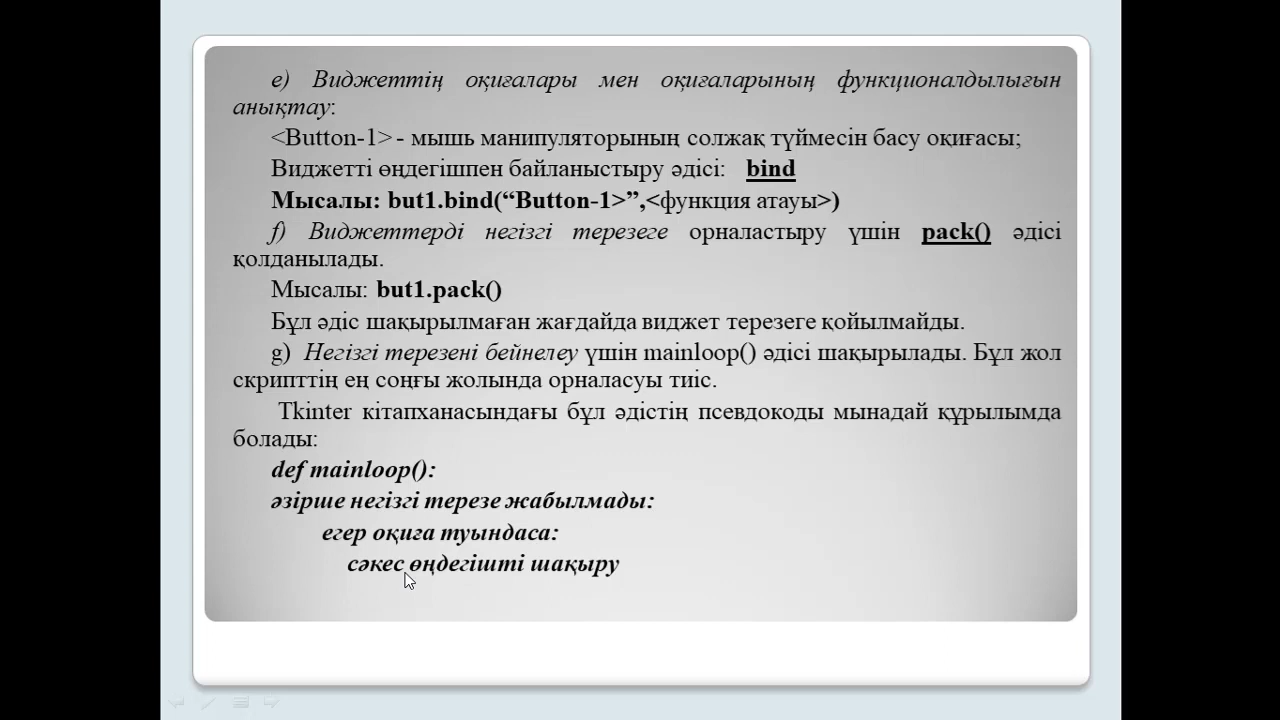 e) Виджеттің оқиғалары мен оқиғаларының функционалдылығын
анықтау:
<Button-1> - мышь манипуляторының солжақ түймесін басу оқиғасы;
Виджетті өңдегішпен байланыстыру әдісі: bind
Мысалы: but1.bind(“Button-1>”,<функция атауы>)
f) Виджеттерді негізгі терезеге орналастыру үшін pack() әдісі
қолданылады.
Мысалы: but1.pack()
Бұл әдіс шақырылмаған жағдайда виджет терезеге қойылмайды.
g) Негізгі терезені бейнелеу үшін mainloop() әдісі шақырылады. Бұл жол
скрипттің ең соңғы жолында орналасуы тиіс.
Tkinter кітапханасындағы бұл әдістің псевдокоды мынадай құрылымда
болады:
def mainloop():
әзірше негізгі терезе жабылмады:
егер оқиға туындаса:
сәкес өңдегішті шақыру